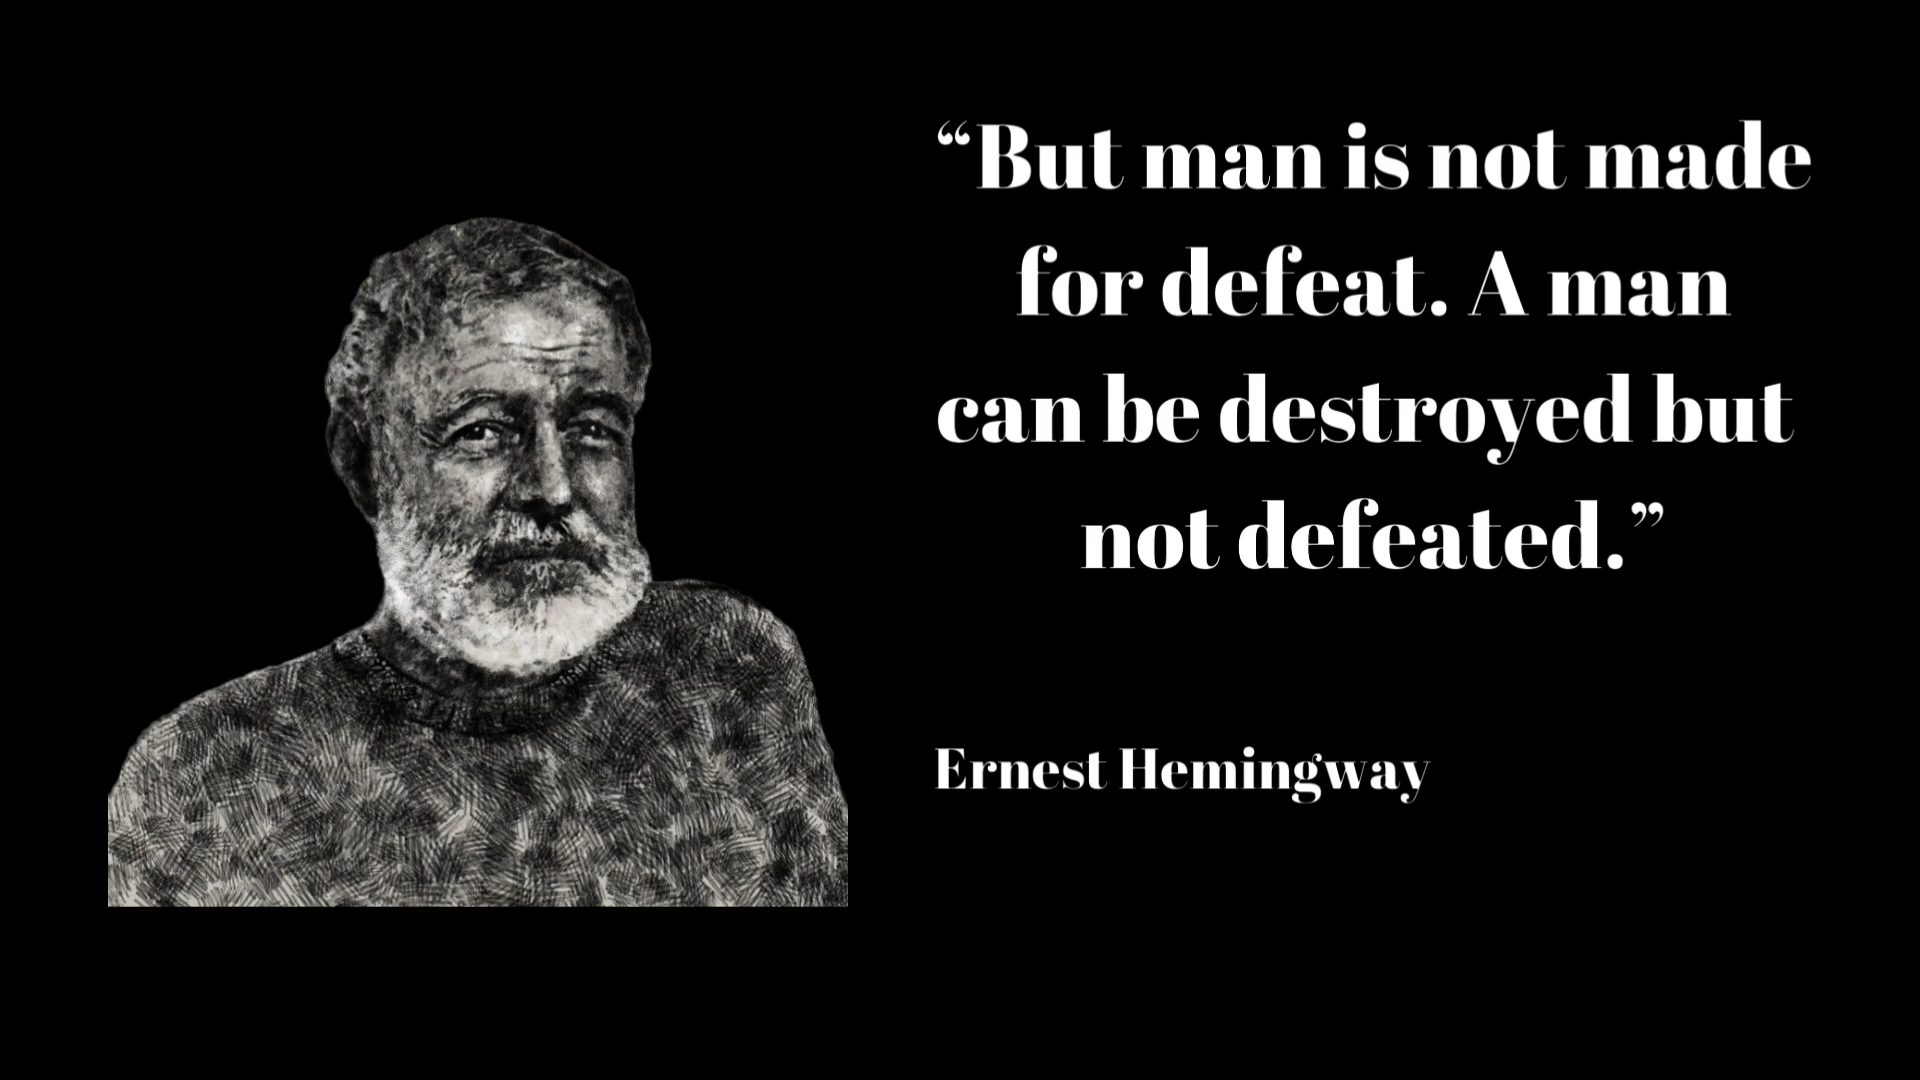 “But man is not made
for defeat. A man
can be destroyed but
not defeated.”
Ernest Hemingway